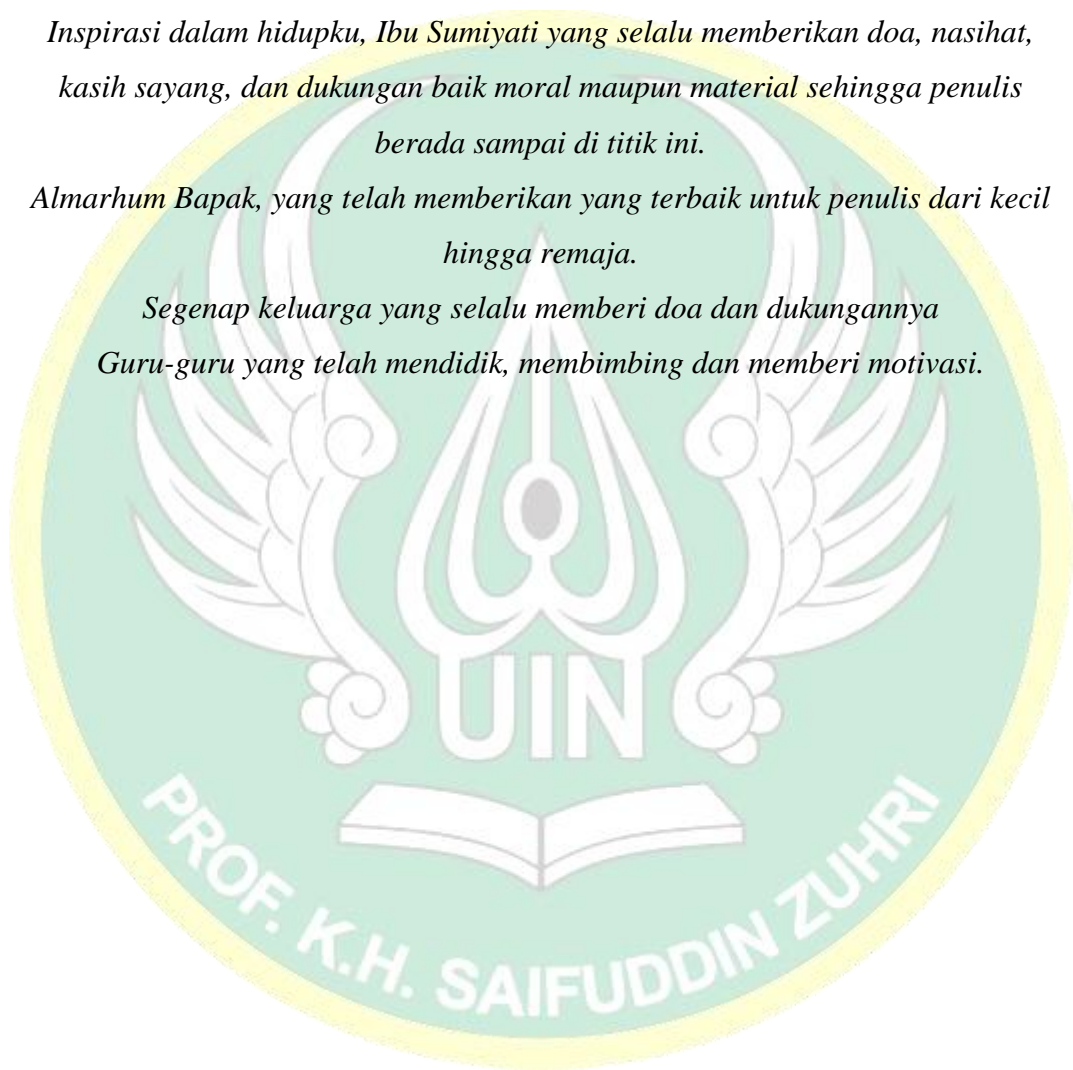 Inspirasi dalam hidupku, Ibu Sumiyati yang selalu memberikan doa, nasihat,
kasih sayang, dan dukungan baik moral maupun material sehingga penulis
berada sampai di titik ini.
Almarhum Bapak, yang telah memberikan yang terbaik untuk penulis dari kecil
hingga remaja.
Segenap keluarga yang selalu memberi doa dan dukungannya
Guru-guru yang telah mendidik, membimbing dan memberi motivasi.
UIN
PROF. K.H. SAIFUDDIN ZUHRI